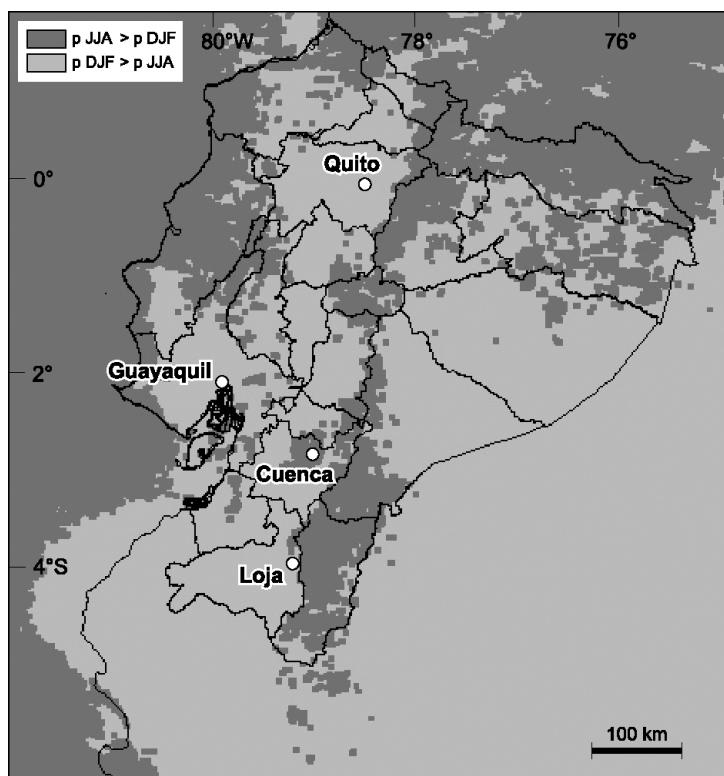 p JJA > p DJF
p DJF > p JJA
80°W
78°
76°
Quito
0°
2°
Guayaquil
Cuenca
4°S
Loja
100 km